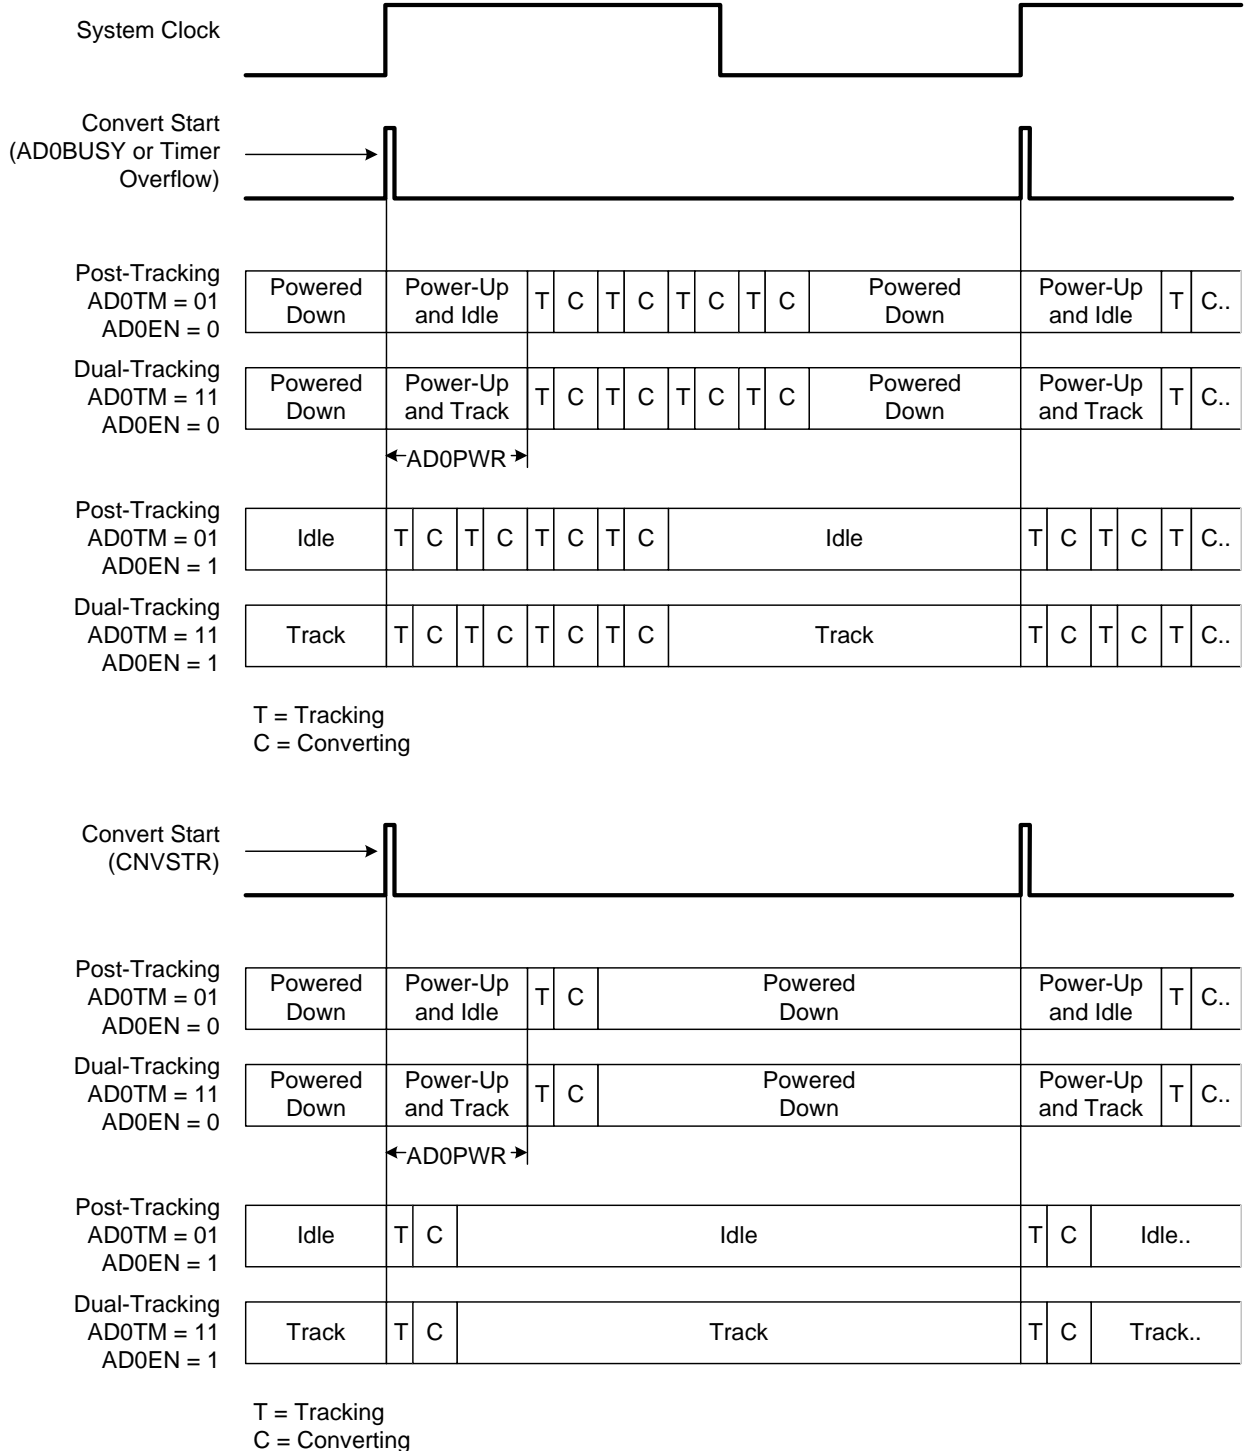 System Clock
Convert Start
(AD0BUSY or Timer
Overflow)
Post-Tracking
AD0TM = 01
AD0EN = 0
Powered
Down
Power-Up
and Idle
T C T C T C T C
Powered
Down
Power-Up
and Idle
T C..
Dual-Tracking
AD0TM = 11
AD0EN = 0
Powered
Down
Power-Up
and Track
T C T C T C T C
Powered
Down
Power-Up
and Track
T C..
AD0PWR
Post-Tracking
AD0TM = 01
AD0EN = 1
Idle T C T C T C T C Idle T C T C T C..
Dual-Tracking
AD0TM = 11
AD0EN = 1
Track T C T C T C T C Track T C T C T C..
T = Tracking
C = Converting
Convert Start
(CNVSTR)
Post-Tracking
AD0TM = 01
AD0EN = 0
Powered
Down
Power-Up
and Idle
T C
Powered
Down
Power-Up
and Idle
T C..
Dual-Tracking
AD0TM = 11
AD0EN = 0
Powered
Down
Power-Up
and Track
T C
Powered
Down
Power-Up
and Track
T C..
AD0PWR
Post-Tracking
AD0TM = 01
AD0EN = 1
Idle T C Idle T C Idle..
Dual-Tracking
AD0TM = 11
AD0EN = 1
Track T C Track T C Track..
T = Tracking
C = Converting